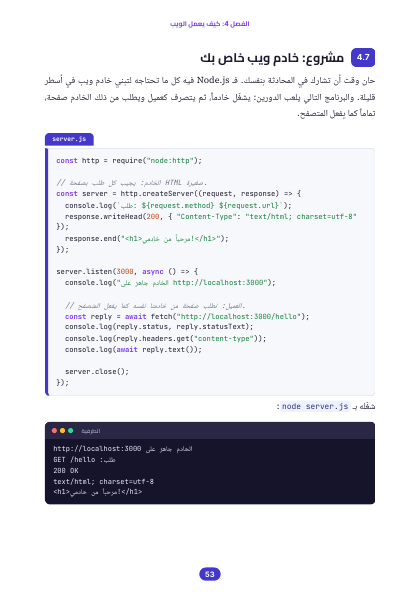 الفصل 4: كيف يعمل الويب
4.7 مشروع: خادم ويب خاص بك
حان وقت أن تشارك في المحادثة بنفسك. فـ Node.js فيه كل ما تحتاجه لتبني خادم ويب في أسطر
قليلة. والبرنامج التالي يلعب الدورين: يشغّل خادماً، ثم يتصرف كعميل ويطلب من ذلك الخادم صفحة،
تماماً كما يفعل المتصفح.
server.js
const http = require("node:http");
// صغيرة HTML الخادم: يجيب كل طلب بصفحة.
const server = http.createServer((request, response) => {
console.log(`طلب: ${request.method} ${request.url}`);
response.writeHead(200, { "Content-Type": "text/html; charset=utf-8"
});
response.end("<h1>مرحباً من خادمي!</h1>");
});
server.listen(3000, async () => {
console.log("الخادم جاهز على http://localhost:3000");
// العميل: نطلب صفحة من خادمنا نفسه كما يفعل المتصفح.
const reply = await fetch("http://localhost:3000/hello");
console.log(reply.status, reply.statusText);
console.log(reply.headers.get("content-type"));
console.log(await reply.text());
server.close();
});
شغّله بـ node server.js:
الطرفية
الخادم جاهز على http://localhost:3000
طلب: GET /hello
200 OK
text/html; charset=utf-8
<h1>مرحباً من خادمي!</h1>
53